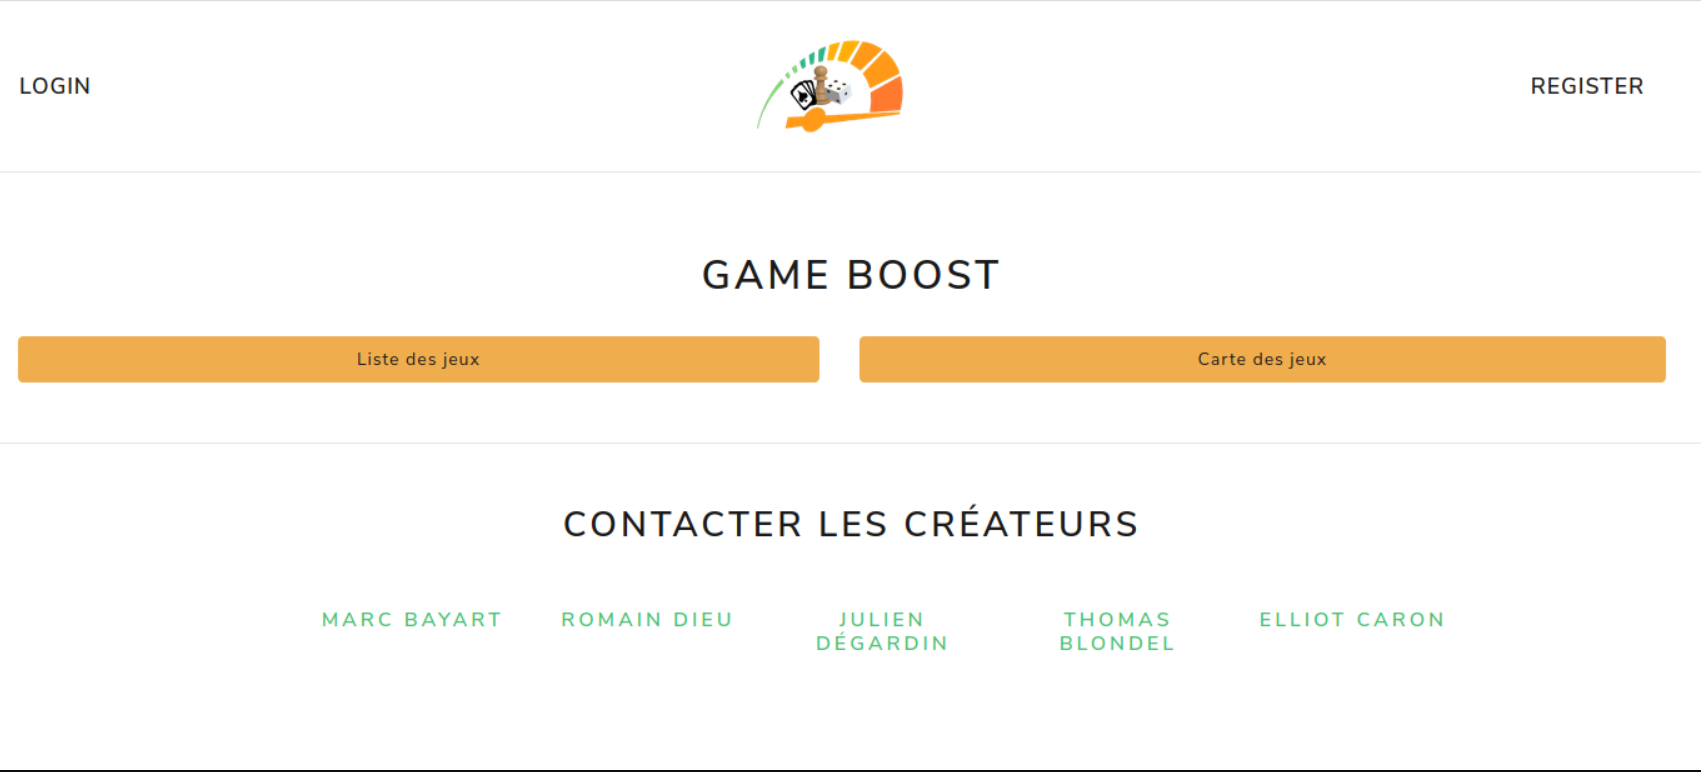 LOGIN
REGISTER
GAME BOOST
Liste des jeux
Carte des jeux
CONTACTER LES CRÉATEURS
MARC BAYART
ROMAIN DIEU
JULIEN
DÉGARDIN
THOMAS
BLONDEL
ELLIOT CARON